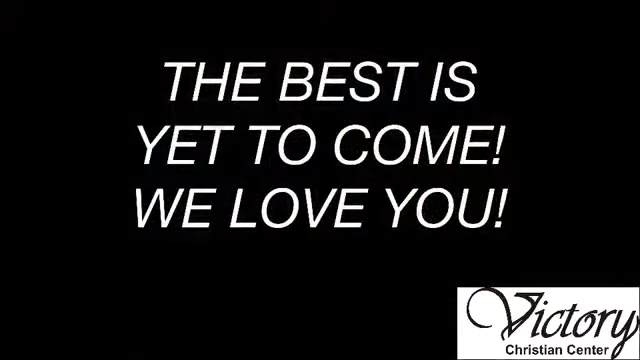 THE BEST IS
YET TO COME!
WE LOVE YOU!
Victory
Christian Center